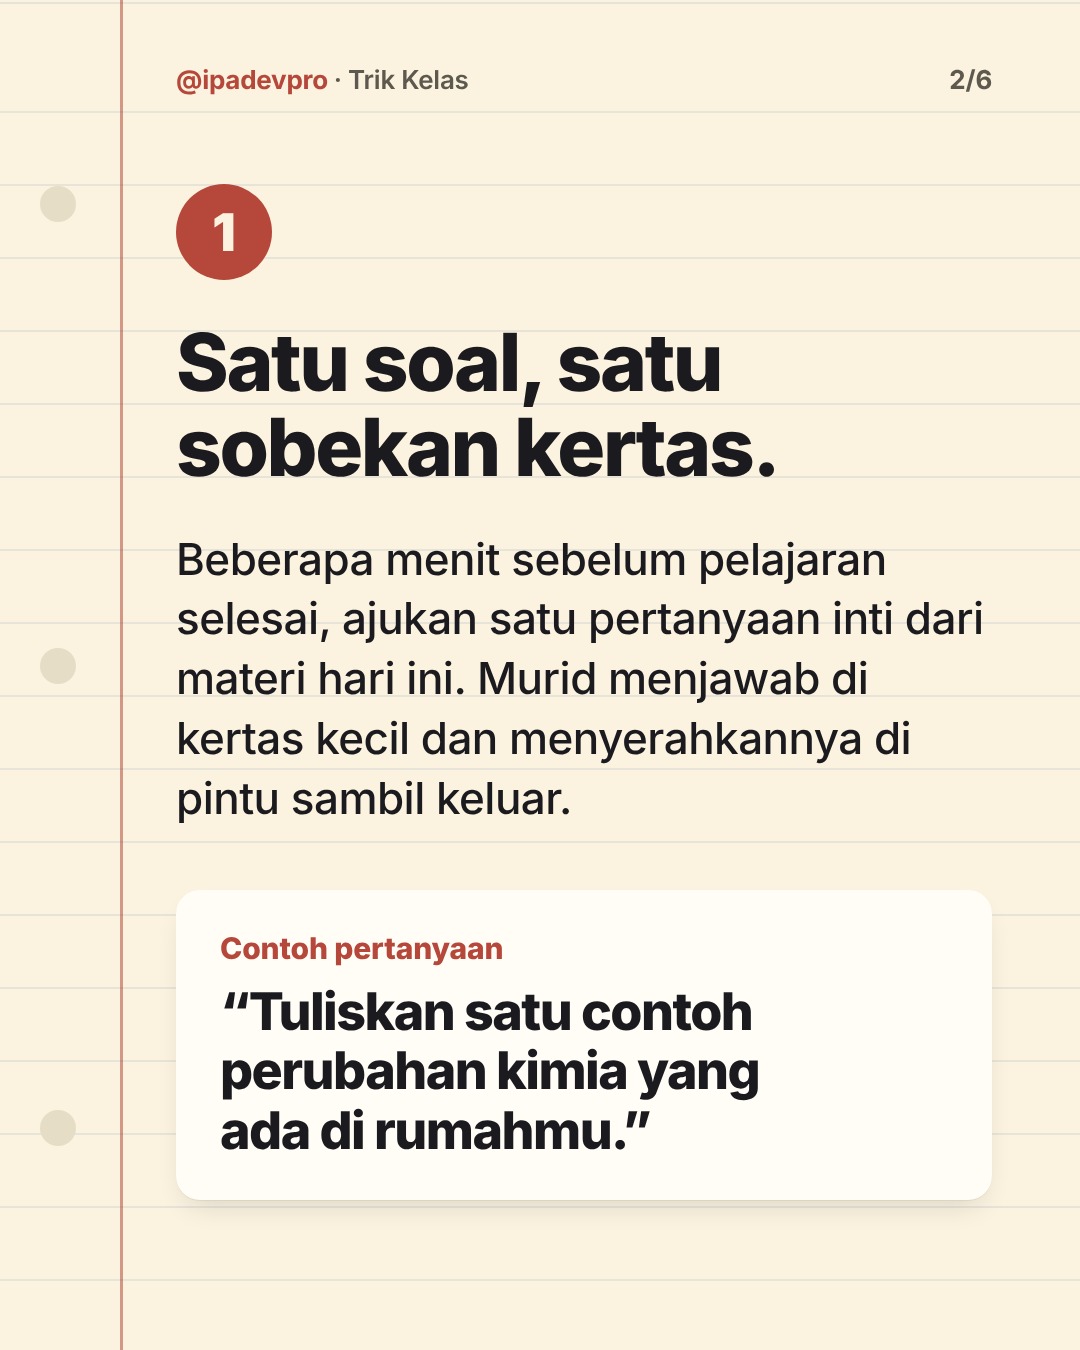 @ipadevpro · Trik Kelas
2/6
1
Satu soal, satu
sobekan kertas.
Beberapa menit sebelum pelajaran
selesai, ajukan satu pertanyaan inti dari
materi hari ini. Murid menjawab di
kertas kecil dan menyerahkannya di
pintu sambil keluar.
Contoh pertanyaan
“Tuliskan satu contoh
perubahan kimia yang
ada di rumahmu.”